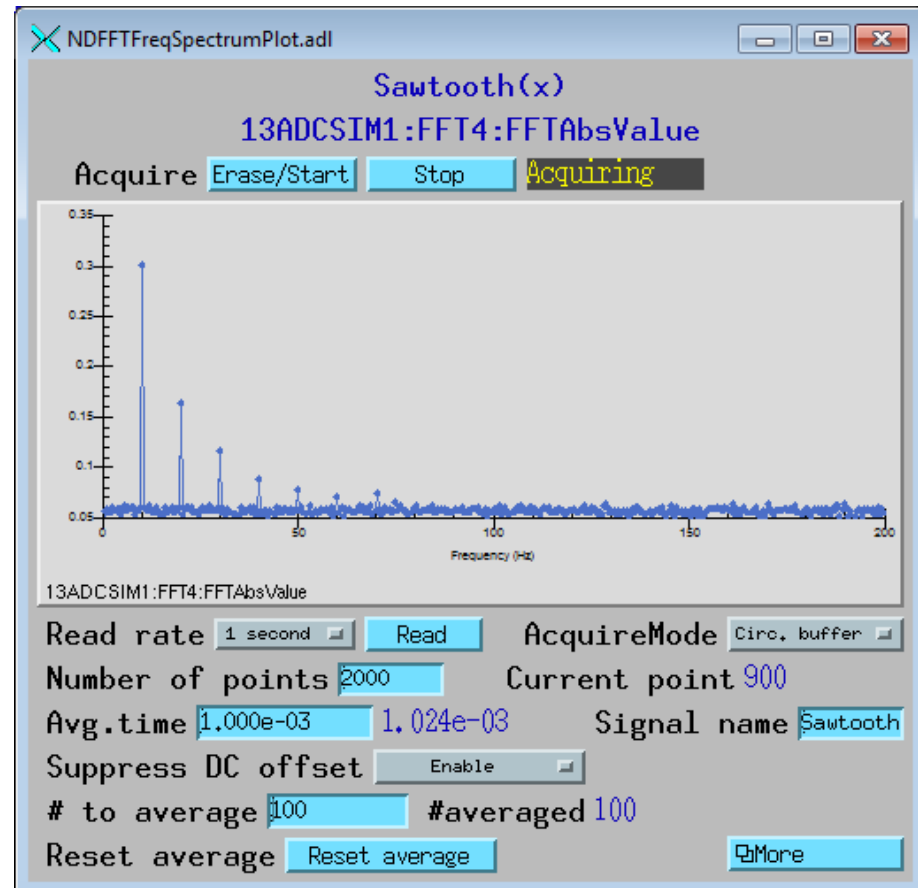 NDFFTFreqSpectrumPlot.adl
Sawtooth(x)
13ADCSIM1:FFT4:FFTAbsValue
Acquire Erase/Start Stop Acquiring
0.35
0.3
0.25
0.2
0.15
0.1
0.05
0 50 100 150 200
Frequency (Hz)
13ADCSIM1:FFT4:FFTAbsValue
Read rate 1 second Read AcquireMode Circ. buffer
Number of points 2000 Current point 900
Avg.time 1.000e-03 1.024e-03 Signal name Sawtooth
Suppress DC offset Enable
# to average 100 #averaged 100
Reset average Reset average More